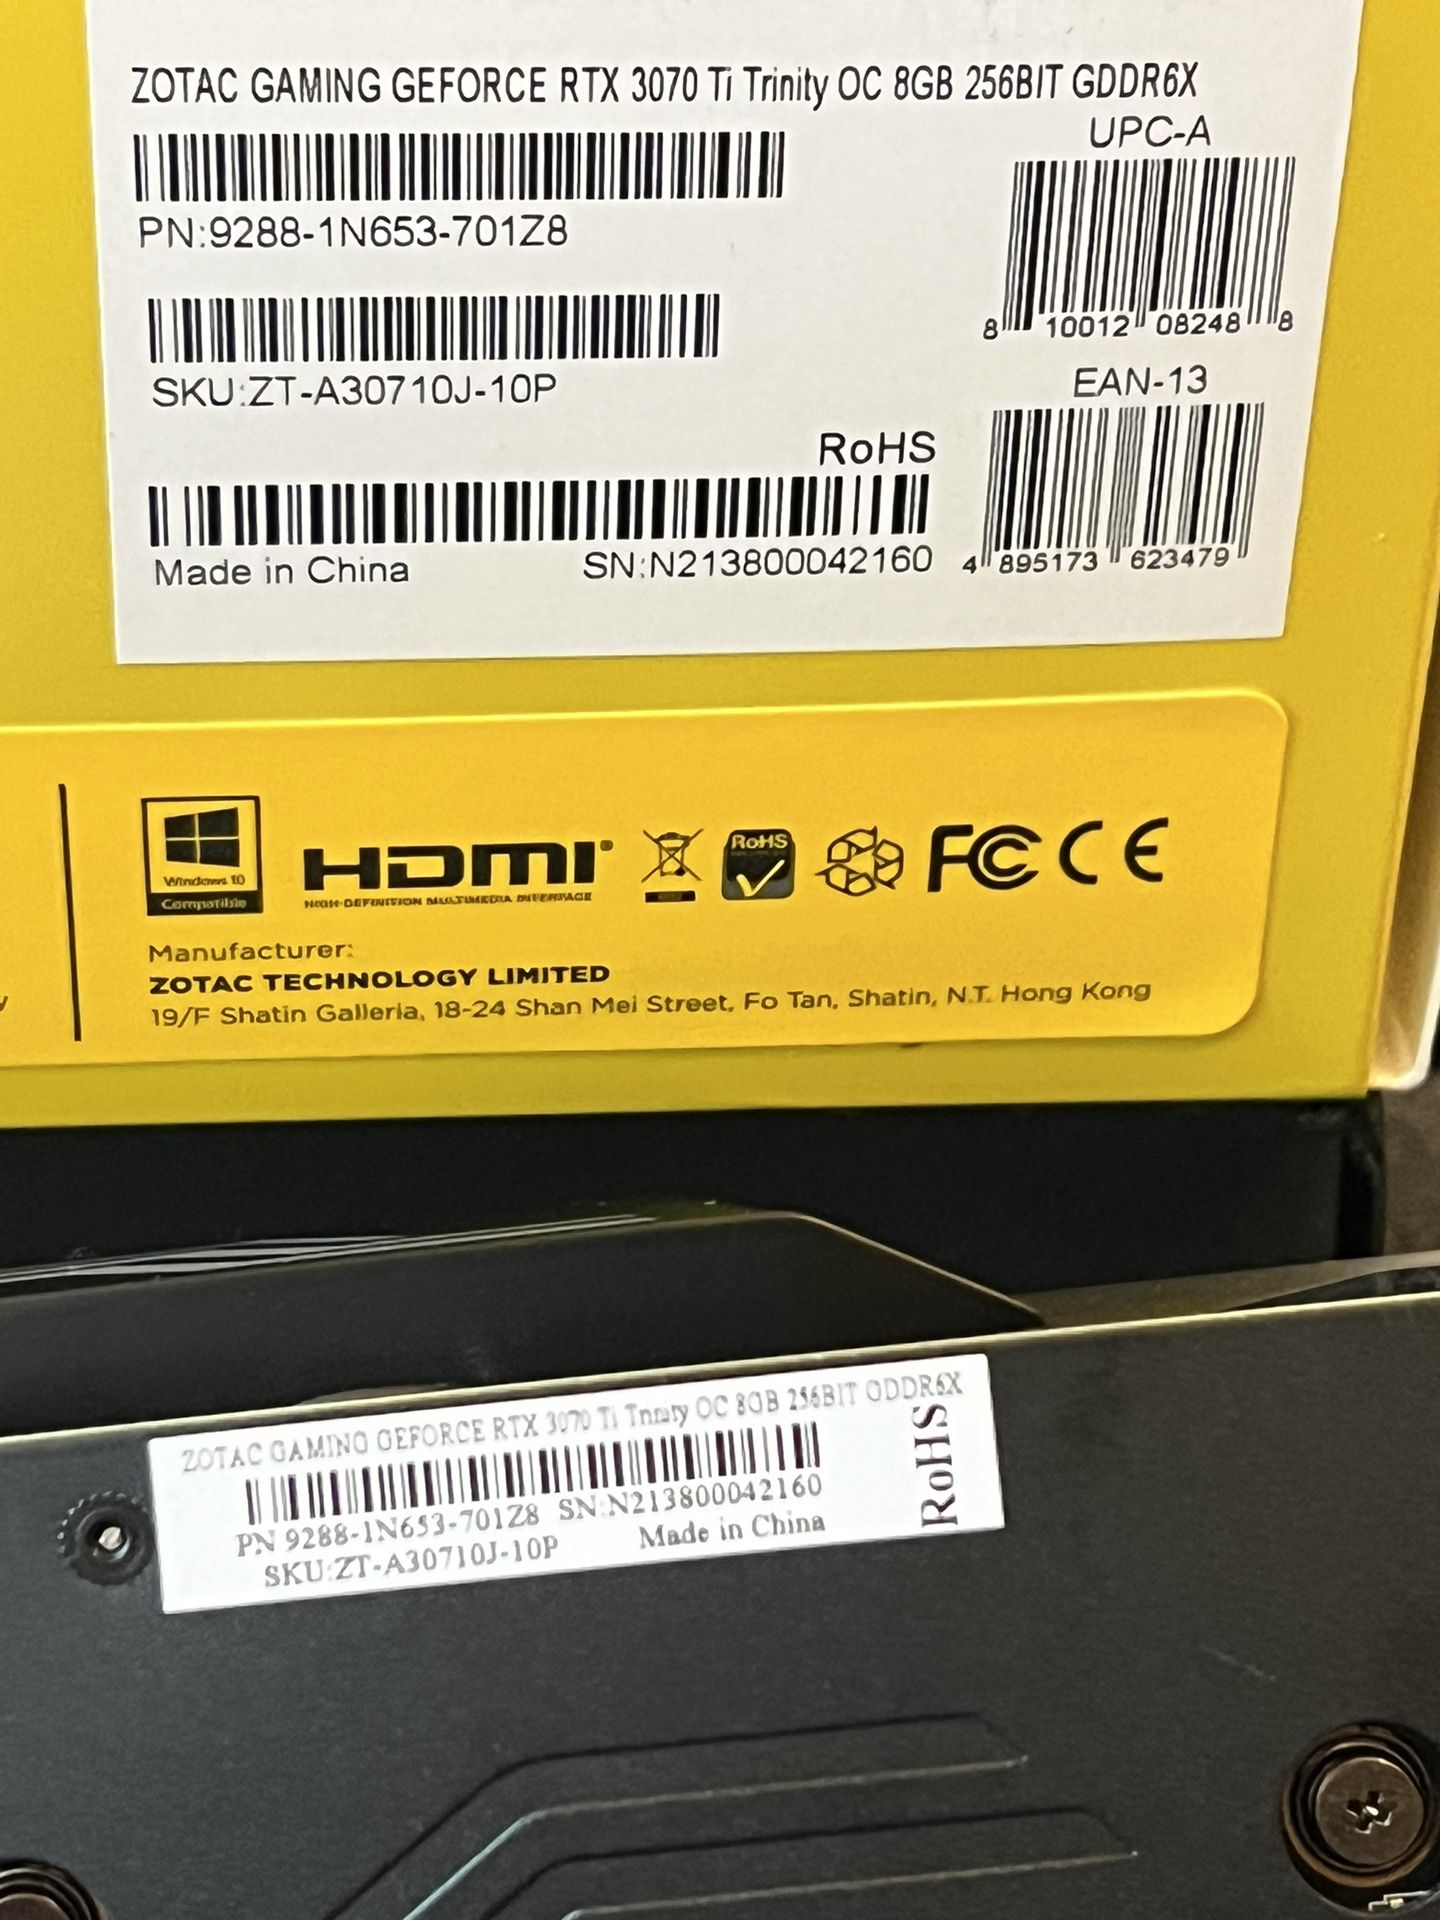 ZOTAC GAMING GEFORCE RTX 3070 Ti Trinity OC 8GB 256BIT GDDR6X
UPC-A
PN:9288-1N653-701Z8
8 10012 08248 8
SKU:ZT-A30710J-10P
EAN-13
RoHS
Made in China SN:N213800042160
4 895173 623479
Windows 10
Compatible
HDMI
HIGH-DEFINITION MULTIMEDIA INTERFACE
RoHS
FC CE
Manufacturer:
ZOTAC TECHNOLOGY LIMITED
19/F Shatin Galleria, 18-24 Shan Mei Street, Fo Tan, Shatin, N.T. Hong Kong
y
ZOTAC GAMING GEFORCE RTX 3070 Ti Trinity OC 8GB 256BIT GDDR6X
PN 9288-1N653-701Z8 SN:N213800042160
SKU:ZT-A30710J-10P Made in China
RoHS